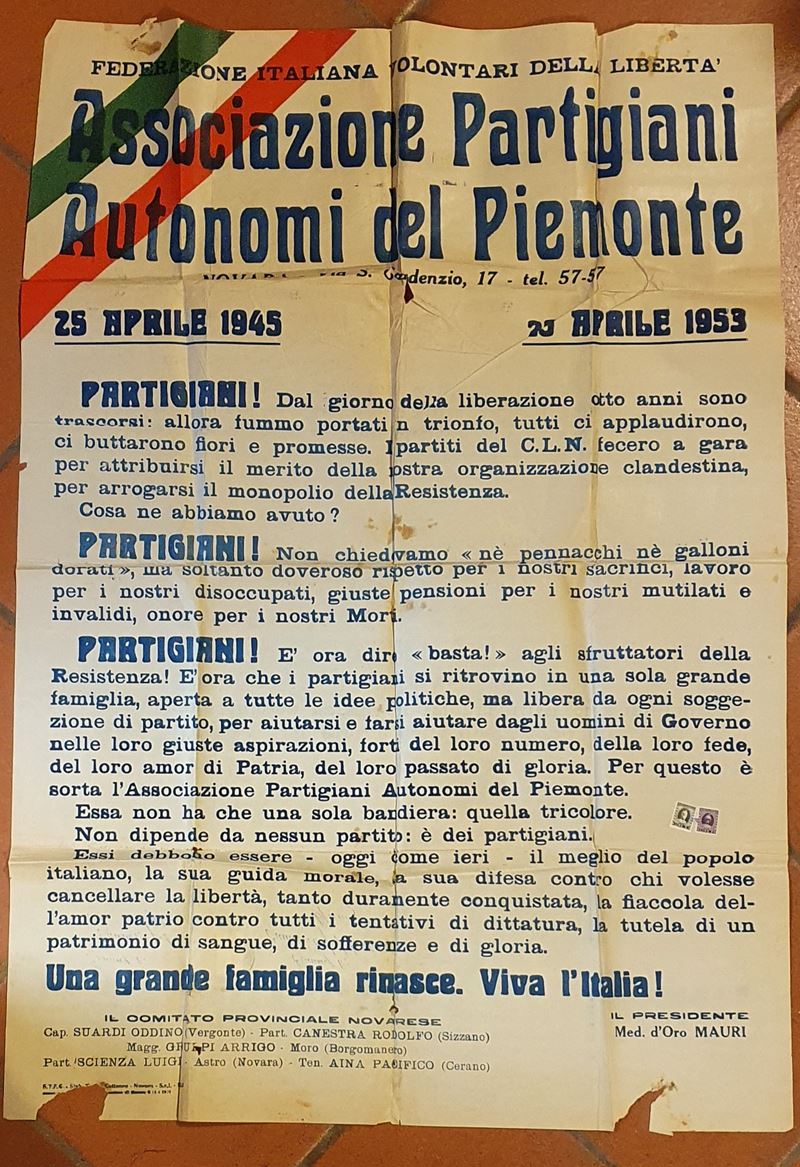 FEDERAZIONE ITALIANA VOLONTARI DELLA LIBERTA'
Associazione Partigiani
Autonomi del Piemonte
NOVARA - Via S. Gaudenzio, 17 - tel. 57-57
25 APRILE 1945 25 APRILE 1953
PARTIGIANI! Dal giorno della liberazione otto anni sono
trascorsi: allora fummo portati in trionfo, tutti ci applaudirono,
ci buttarono fiori e promesse. I partiti del C.L.N. fecero a gara
per attribuirsi il merito della nostra organizzazione clandestina,
per arrogarsi il monopolio della Resistenza.
Cosa ne abbiamo avuto?
PARTIGIANI! Non chiedevamo « nè pennacchi nè galloni
dorati », ma soltanto doveroso rispetto per i nostri sacrifici, lavoro
per i nostri disoccupati, giuste pensioni per i nostri mutilati e
invalidi, onore per i nostri Morti.
PARTIGIANI! E' ora dire « basta! » agli sfruttatori della
Resistenza! E' ora che i partigiani si ritrovino in una sola grande
famiglia, aperta a tutte le idee politiche, ma libera da ogni sogge-
zione di partito, per aiutarsi e farsi aiutare dagli uomini di Governo
nelle loro giuste aspirazioni, forti del loro numero, della loro fede,
del loro amor di Patria, del loro passato di gloria. Per questo è
sorta l'Associazione Partigiani Autonomi del Piemonte.
Essa non ha che una sola bandiera: quella tricolore.
Non dipende da nessun partito: è dei partigiani.
Essi debbono essere - oggi come ieri - il meglio del popolo
italiano, la sua guida morale, la sua difesa contro chi volesse
cancellare la libertà, tanto duramente conquistata, la fiaccola del-
l'amor patrio contro tutti i tentativi di dittatura, la tutela di un
patrimonio di sangue, di sofferenze e di gloria.
Una grande famiglia rinasce. Viva l'Italia!
IL COMITATO PROVINCIALE NOVARESE
Cap. SUARDI ODDINO (Vergonte) - Part. CANESTRA RODOLFO (Sizzano)
Magg. GRUPPI ARRIGO - Moro (Borgomanero)
Part. SCIENZA LUIGI - Astro (Novara) - Ten. AINA PACIFICO (Cerano)
IL PRESIDENTE
Med. d'Oro MAURI
Cattaneo - Novara